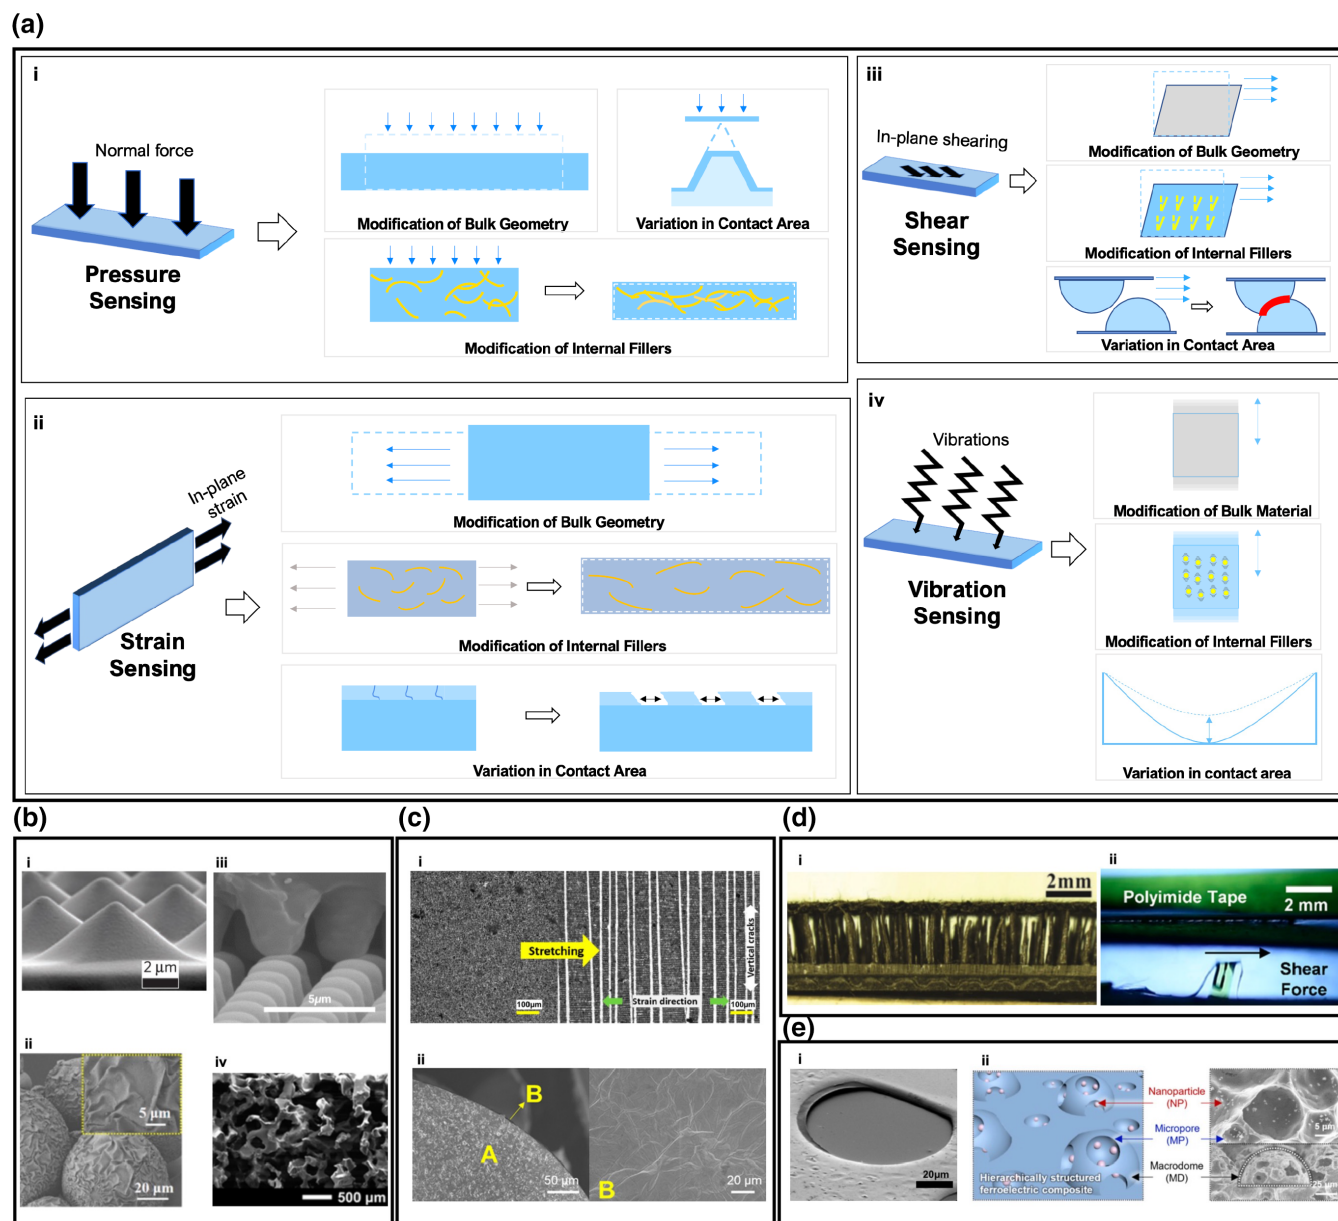 (a)
i
Normal force
Pressure
Sensing
Modification of Bulk Geometry
Variation in Contact Area
Modification of Internal Fillers
ii
In-plane
strain
Strain
Sensing
Modification of Bulk Geometry
Modification of Internal Fillers
Variation in Contact Area
iii
In-plane shearing
Shear
Sensing
Modification of Bulk Geometry
Modification of Internal Fillers
Variation in Contact Area
iv
Vibrations
Vibration
Sensing
Modification of Bulk Material
Modification of Internal Fillers
Variation in contact area
(b)
i
2 μm
iii
5μm
ii
5 μm
20 μm
iv
500 μm
(c)
i
Stretching
Vertical cracks
Strain direction
100μm
100μm
ii
B
A
50 μm
B
20 μm
(d)
i
2mm
ii
Polyimide Tape
2 mm
Shear
Force
(e)
i
20μm
ii
Hierarchically structured
ferroelectric composite
Nanoparticle
(NP)
Micropore
(MP)
Macrodome
(MD)
5 μm
25 μm